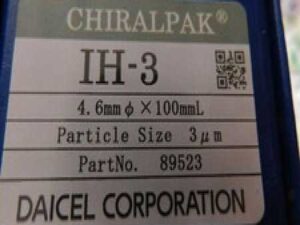 CHIRALPAK®
IH-3
4.6mmφ×100mmL
Particle Size 3μm
PartNo. 89523
DAICEL CORPORATION